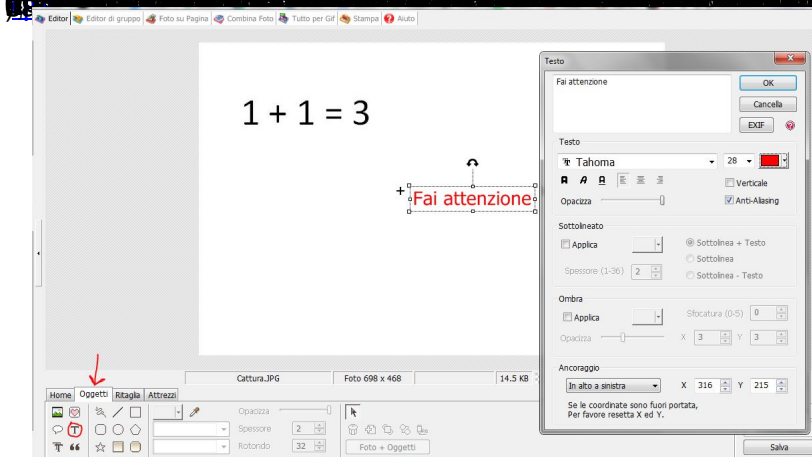 Editor Editor di gruppo Foto su Pagina Combina Foto Tutto per Gif Stampa Aiuto
1 + 1 = 3
Fai attenzione
Testo
Fai attenzione
OK
Cancella
EXIF
Testo
Tahoma 28
A A A Verticale
Opacizza Anti-Aliasing
Sottolineato
Applica Sottolinea + Testo
Sottolinea
Spessore (1-36) 2 Sottolinea - Testo
Ombra
Applica Sfocatura (0-5) 0
Opacizza X 3 Y 3
Ancoraggio
In alto a sinistra X 316 Y 215
Se le coordinate sono fuori portata,
Per favore resetta X ed Y.
Cattura.JPG Foto 698 x 468 14.5 KB
Home Oggetti Ritaglia Attrezzi
Opacizza
T Spessore 2
T Rotondo 32 Foto + Oggetti
Salva